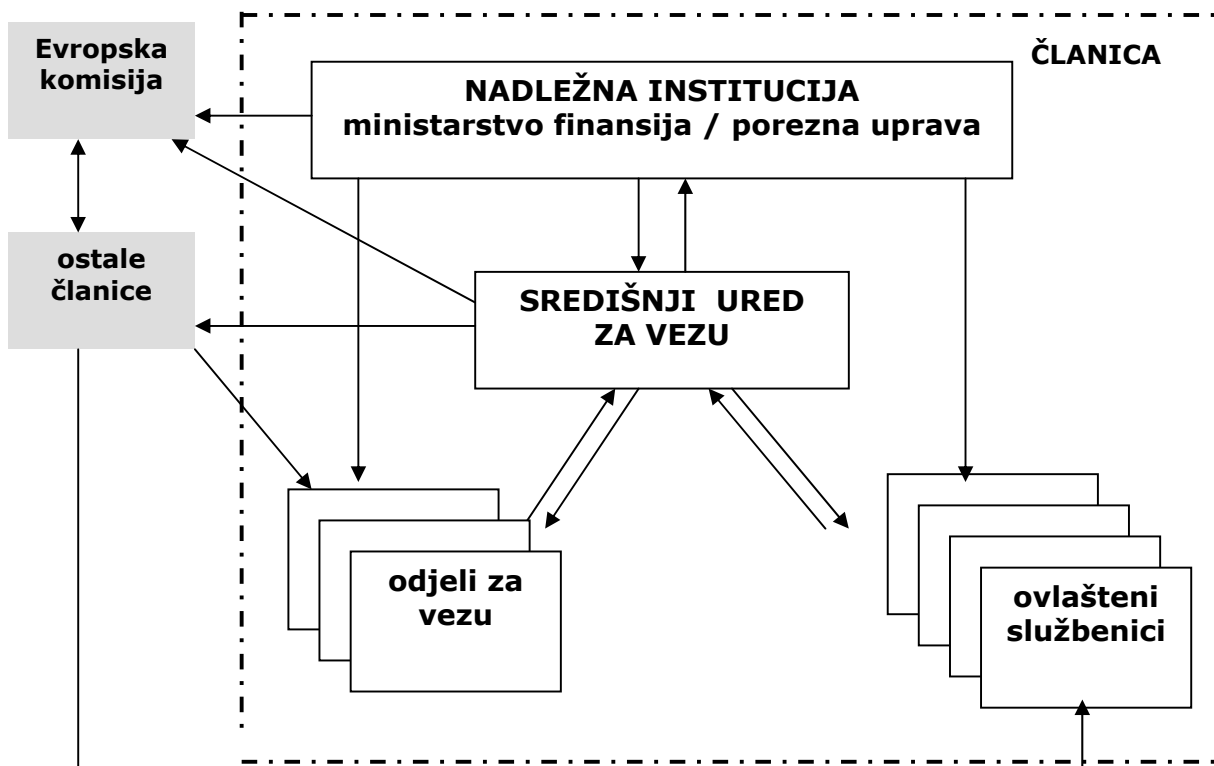 Evropska
komisija
ČLANICA
NADLEŽNA INSTITUCIJA
ministarstvo finansija / porezna uprava
ostale
članice
SREDIŠNJI URED
ZA VEZU
odjeli za
vezu
ovlašteni
službenici